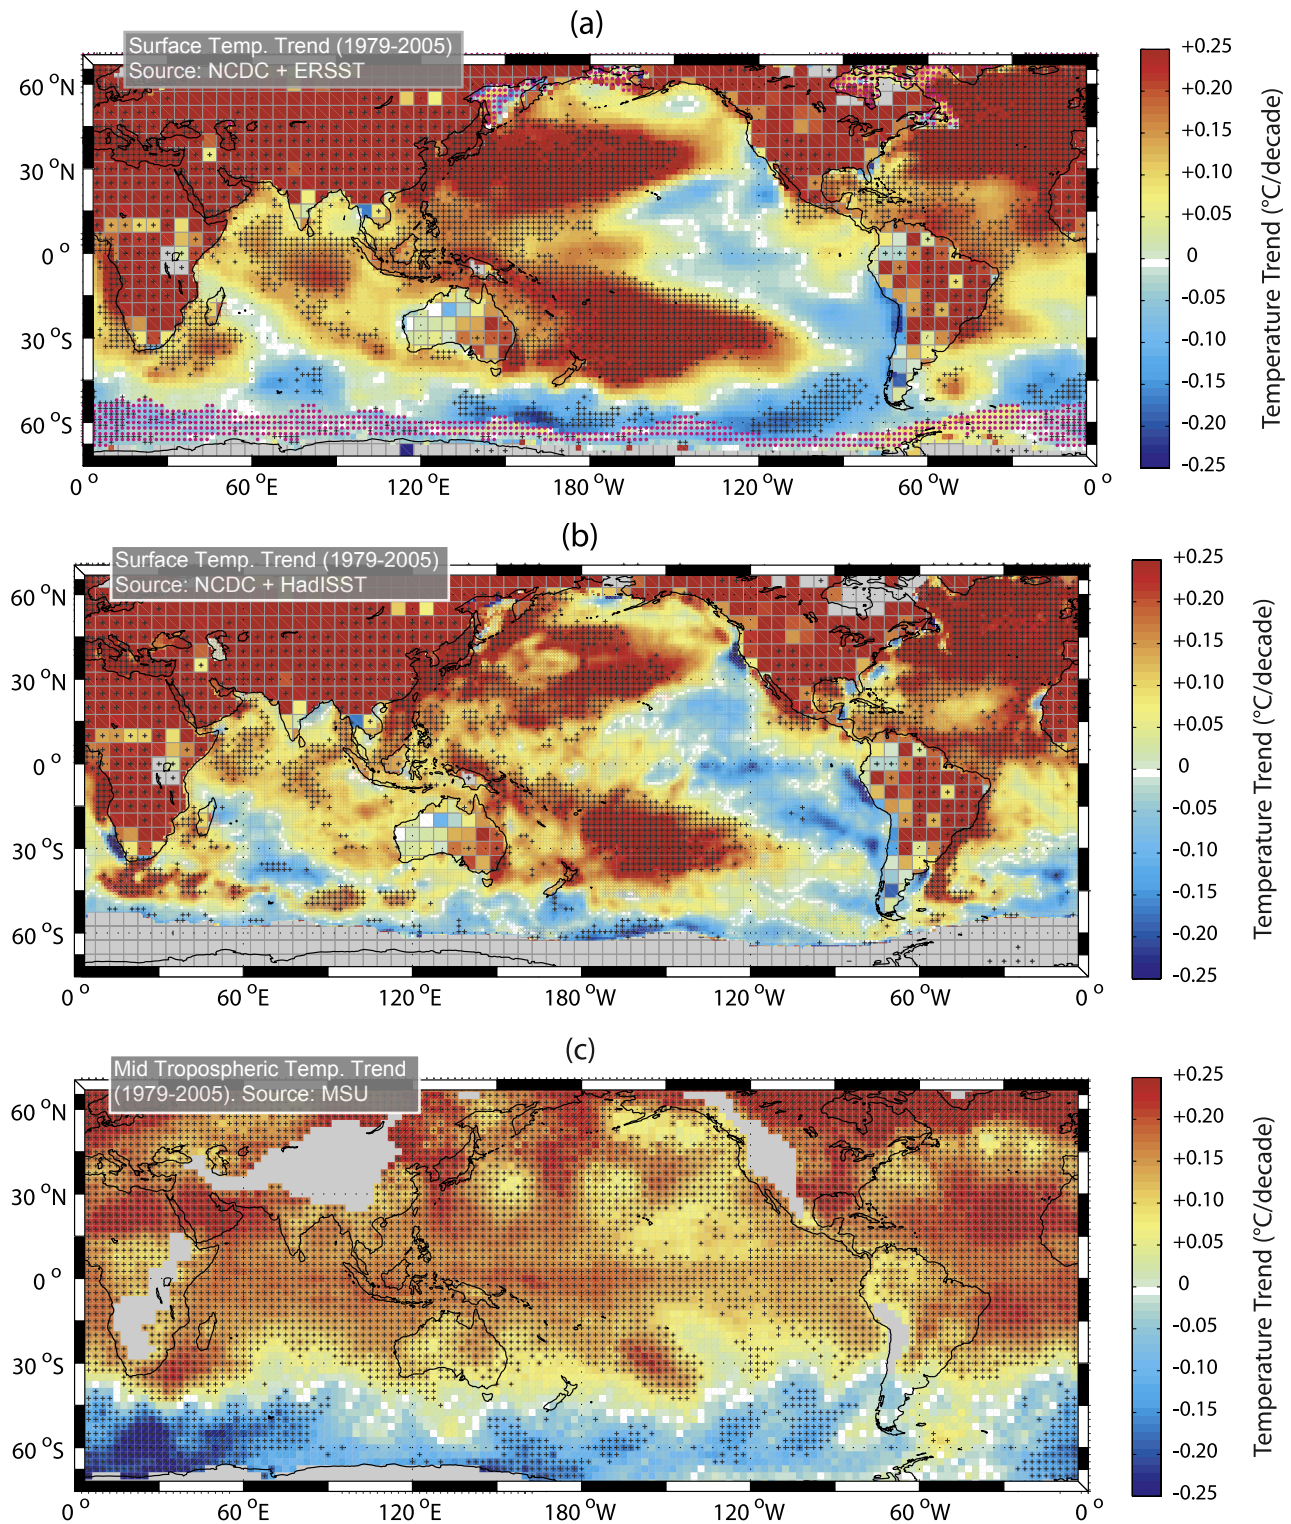 (a)
Surface Temp. Trend (1979-2005)
Source: NCDC + ERSST
60 °N
30 °N
0 °
30 °S
60 °S
0 °
60 °E
120 °E
180 °W
120 °W
60 °W
0 °
+0.25
+0.20
+0.15
+0.10
+0.05
0
-0.05
-0.10
-0.15
-0.20
-0.25
Temperature Trend (°C/decade)
(b)
Surface Temp. Trend (1979-2005)
Source: NCDC + HadISST
60 °N
30 °N
0 °
30 °S
60 °S
0 °
60 °E
120 °E
180 °W
120 °W
60 °W
0 °
+0.25
+0.20
+0.15
+0.10
+0.05
0
-0.05
-0.10
-0.15
-0.20
-0.25
Temperature Trend (°C/decade)
(c)
Mid Tropospheric Temp. Trend
(1979-2005). Source: MSU
60 °N
30 °N
0 °
30 °S
60 °S
0 °
60 °E
120 °E
180 °W
120 °W
60 °W
0 °
+0.25
+0.20
+0.15
+0.10
+0.05
0
-0.05
-0.10
-0.15
-0.20
-0.25
Temperature Trend (°C/decade)